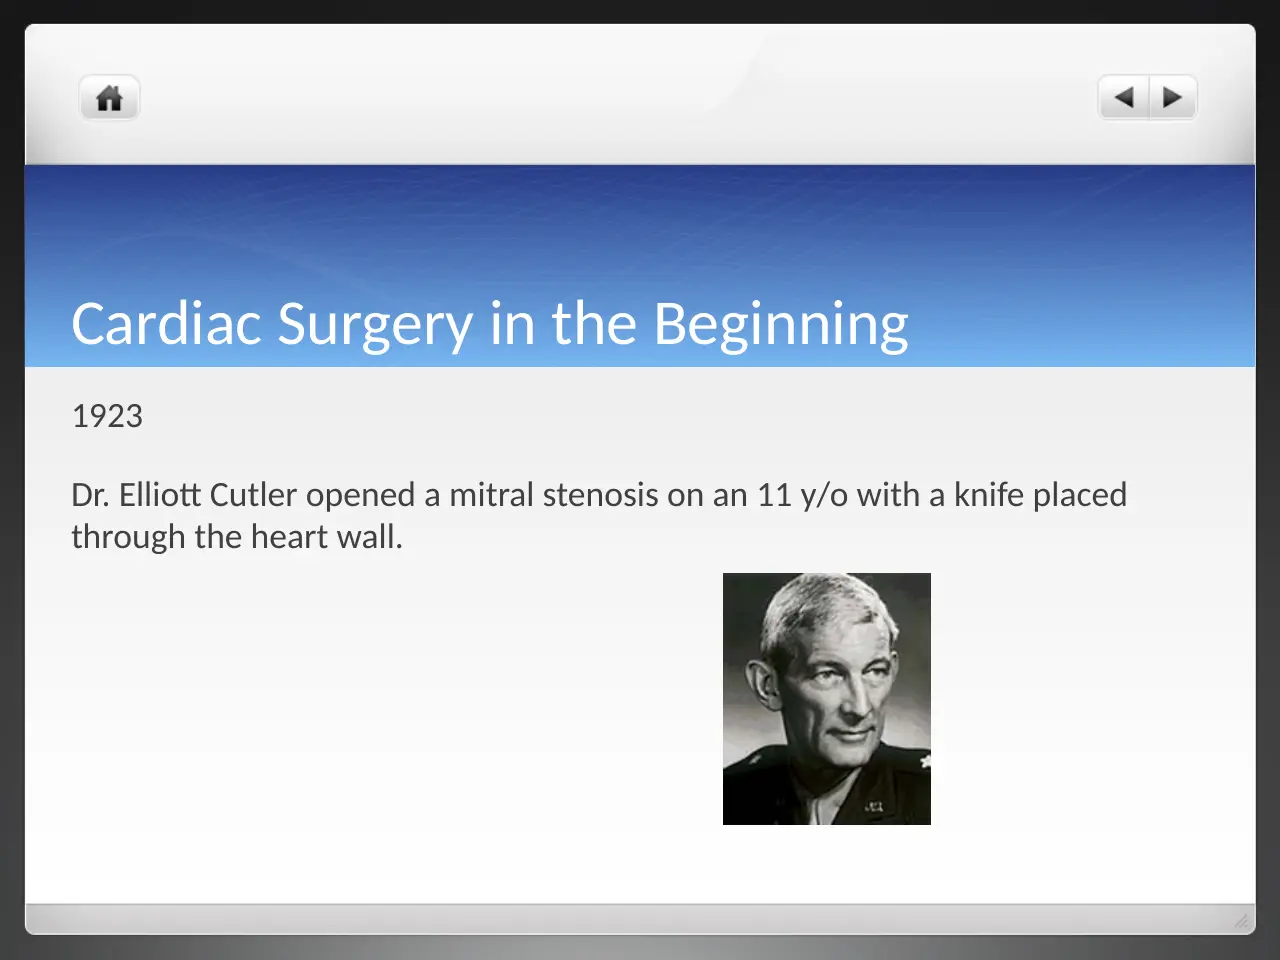 Cardiac Surgery in the Beginning
1923
Dr. Elliott Cutler opened a mitral stenosis on an 11 y/o with a knife placed
through the heart wall.